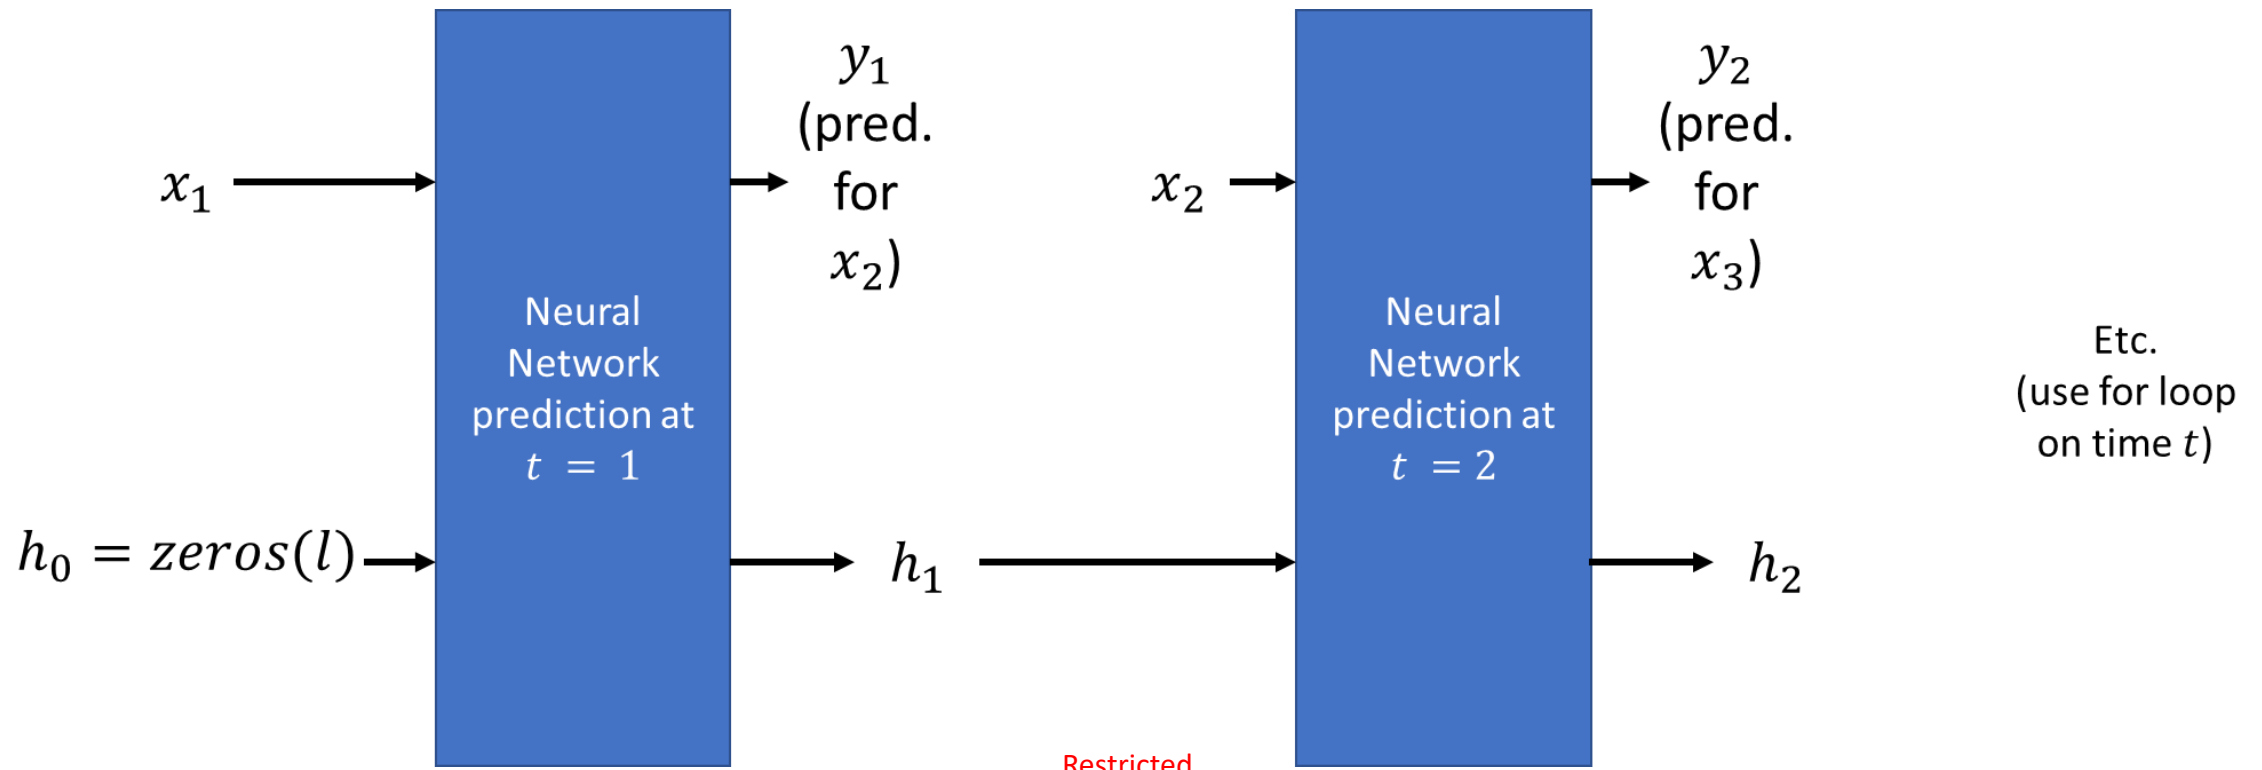 x₁
h₀ = zeros(l)
Neural
Network
prediction at
t = 1
y₁
(pred.
for
x₂)
h₁
x₂
Neural
Network
prediction at
t = 2
y₂
(pred.
for
x₃)
h₂
Etc.
(use for loop
on time t)
Restricted